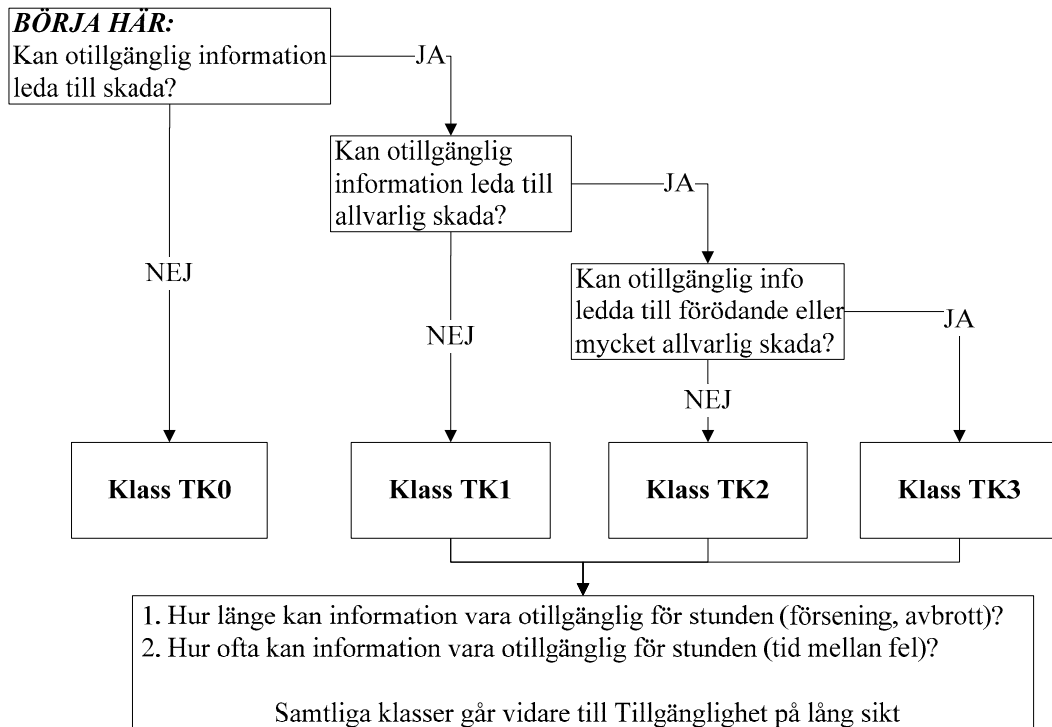 BÖRJA HÄR:
Kan otillgänglig information
leda till skada?
JA
Kan otillgänglig
information leda till
allvarlig skada?
JA
NEJ
Kan otillgänglig info
ledda till förödande eller
mycket allvarlig skada?
JA
NEJ
NEJ
Klass TK0
Klass TK1
Klass TK2
Klass TK3
1. Hur länge kan information vara otillgänglig för stunden (försening, avbrott)?
2. Hur ofta kan information vara otillgänglig för stunden (tid mellan fel)?
Samtliga klasser går vidare till Tillgänglighet på lång sikt